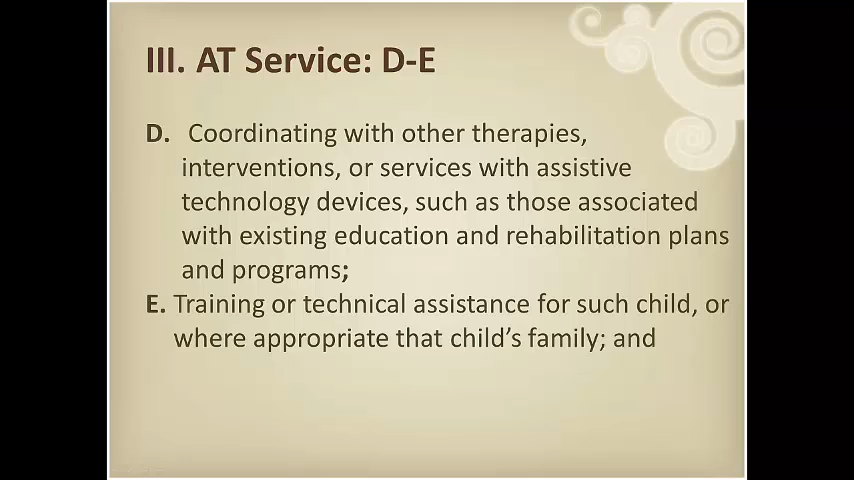 III. AT Service: D-E
D. Coordinating with other therapies,
interventions, or services with assistive
technology devices, such as those associated
with existing education and rehabilitation plans
and programs;
E. Training or technical assistance for such child, or
where appropriate that child’s family; and